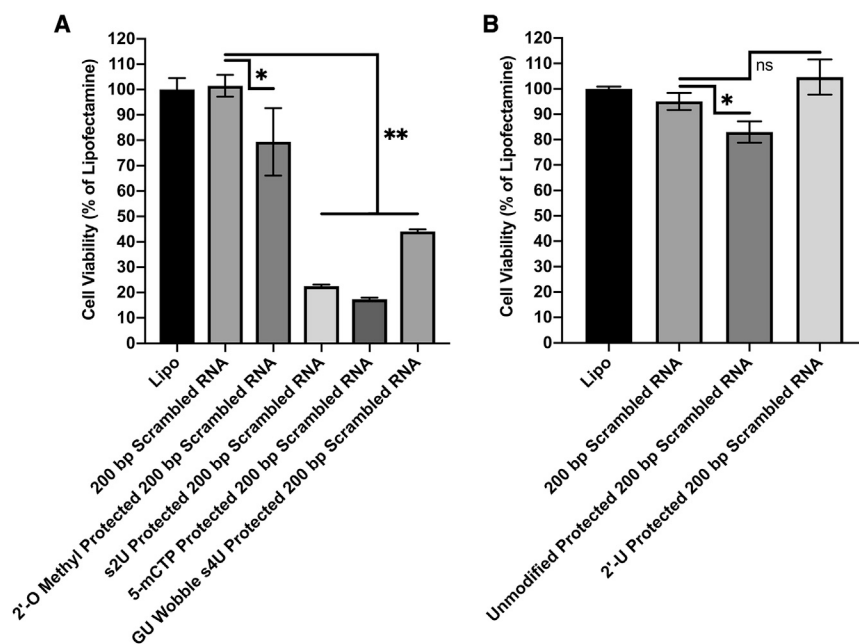 A
Cell Viability (% of Lipofectamine)
120
110
100
90
80
70
60
50
40
30
20
10
0
*
**
Lipo
200 bp Scrambled RNA
2'-O Methyl Protected 200 bp Scrambled RNA
s2U Protected 200 bp Scrambled RNA
5-mCTP Protected 200 bp Scrambled RNA
GU Wobble s4U Protected 200 bp Scrambled RNA
B
Cell Viability (% of Lipofectamine)
120
110
100
90
80
70
60
50
40
30
20
10
0
ns
*
Lipo
200 bp Scrambled RNA
Unmodified Protected 200 bp Scrambled RNA
2'-U Protected 200 bp Scrambled RNA